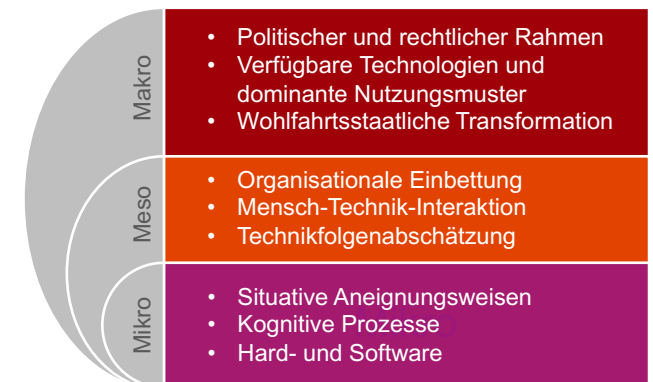 Makro
• Politischer und rechtlicher Rahmen
• Verfügbare Technologien und
dominante Nutzungsmuster
• Wohlfahrtsstaatliche Transformation
Meso
• Organisationale Einbettung
• Mensch-Technik-Interaktion
• Technikfolgenabschätzung
Mikro
• Situative Aneignungsweisen
• Kognitive Prozesse
• Hard- und Software